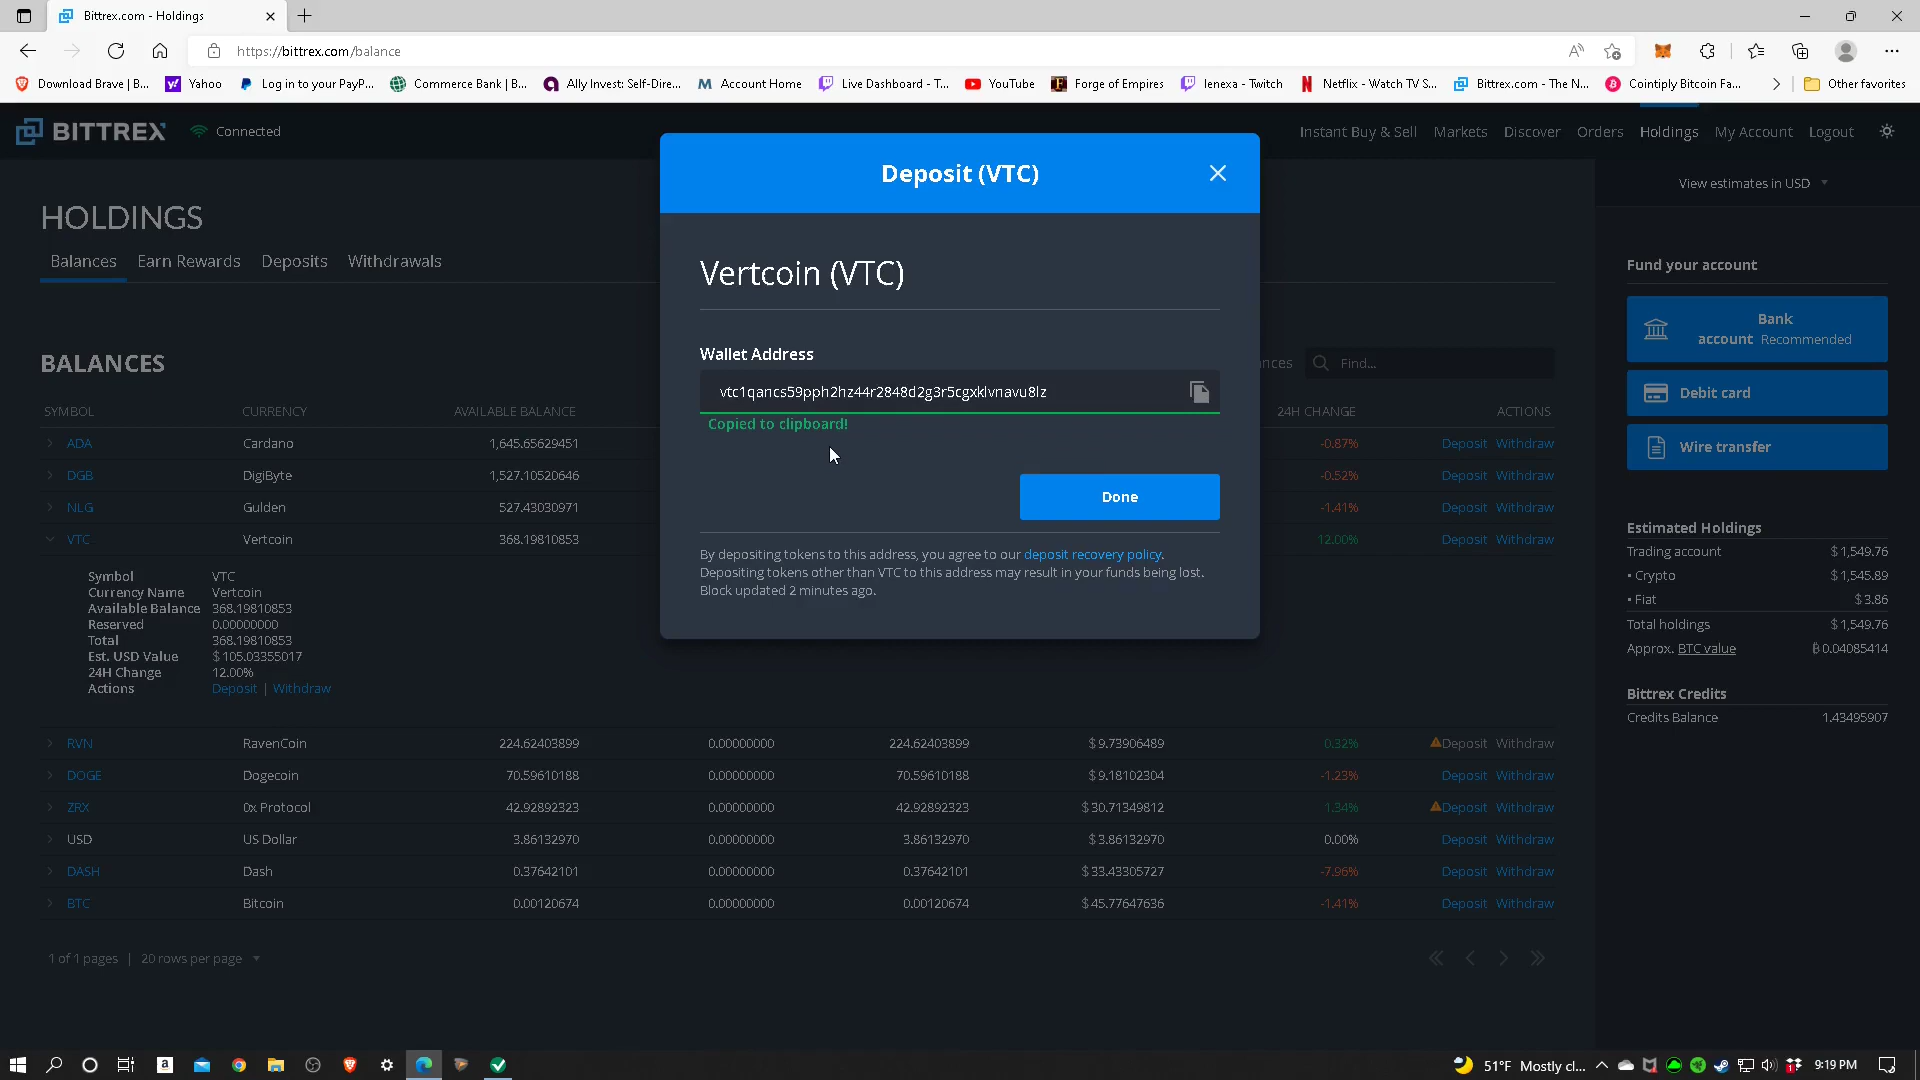 Bittrex.com - Holdings
https://bittrex.com/balance
Download Brave | B... Yahoo Log in to your PayP... Commerce Bank | B... Ally Invest: Self-Dire... Account Home Live Dashboard - T... YouTube Forge of Empires lenexa - Twitch Netflix - Watch TV S... Bittrex.com - The N... Cointiply Bitcoin Fa... Other favorites
BITTREX Connected Instant Buy & Sell Markets Discover Orders Holdings My Account Logout
Deposit (VTC)
View estimates in USD
HOLDINGS
Balances Earn Rewards Deposits Withdrawals
Vertcoin (VTC)
Fund your account
Bank account Recommended
Debit card
Wire transfer
Wallet Address
vtc1qancs59pph2hz44r2848d2g3r5cgxklvnavu8lz
Copied to clipboard!
Done
By depositing tokens to this address, you agree to our deposit recovery policy.
Depositing tokens other than VTC to this address may result in your funds being lost.
Block updated 2 minutes ago.
BALANCES nces Find...
SYMBOL CURRENCY AVAILABLE BALANCE 24H CHANGE ACTIONS
ADA Cardano 1,645.65629451 -0.87% Deposit Withdraw
DGB DigiByte 1,527.10520646 -0.52% Deposit Withdraw
NLG Gulden 527.43030971 -1.41% Deposit Withdraw
VTC Vertcoin 368.19810853 12.00% Deposit Withdraw
Symbol VTC
Currency Name Vertcoin
Available Balance 368.19810853
Reserved 0.00000000
Total 368.19810853
Est. USD Value $105.03355017
24H Change 12.00%
Actions Deposit | Withdraw
RVN RavenCoin 224.62403899 0.00000000 224.62403899 $9.73906489 0.32% Deposit Withdraw
DOGE Dogecoin 70.59610188 0.00000000 70.59610188 $9.18102304 -1.23% Deposit Withdraw
ZRX 0x Protocol 42.92892323 0.00000000 42.92892323 $30.71349812 1.34% Deposit Withdraw
USD US Dollar 3.86132970 0.00000000 3.86132970 $3.86132970 0.00% Deposit Withdraw
DASH Dash 0.37642101 0.00000000 0.37642101 $33.43305727 -7.96% Deposit Withdraw
BTC Bitcoin 0.00120674 0.00000000 0.00120674 $45.77647636 -1.41% Deposit Withdraw
1 of 1 pages | 20 rows per page
Estimated Holdings
Trading account $1,549.76
• Crypto $1,545.89
• Fiat $3.86
Total holdings $1,549.76
Approx. BTC value ₿0.04085414
Bittrex Credits
Credits Balance 1.43495907
51°F Mostly cl... 9:19 PM